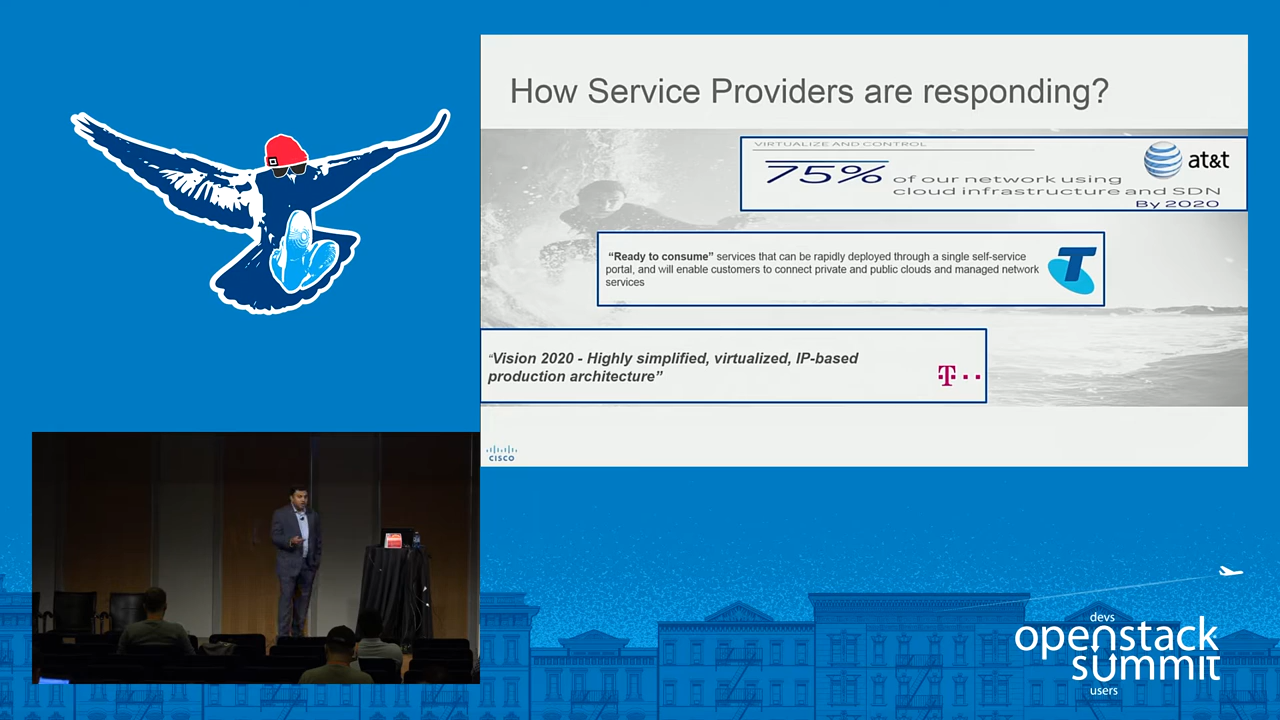 How Service Providers are responding?
VIRTUALIZE AND CONTROL
75% of our network using
cloud infrastructure and SDN
By 2020
at&t
“Ready to consume” services that can be rapidly deployed through a single self-service
portal, and will enable customers to connect private and public clouds and managed network
services
T
“Vision 2020 - Highly simplified, virtualized, IP-based
production architecture”
T
CISCO
devs
openstack
summit
users